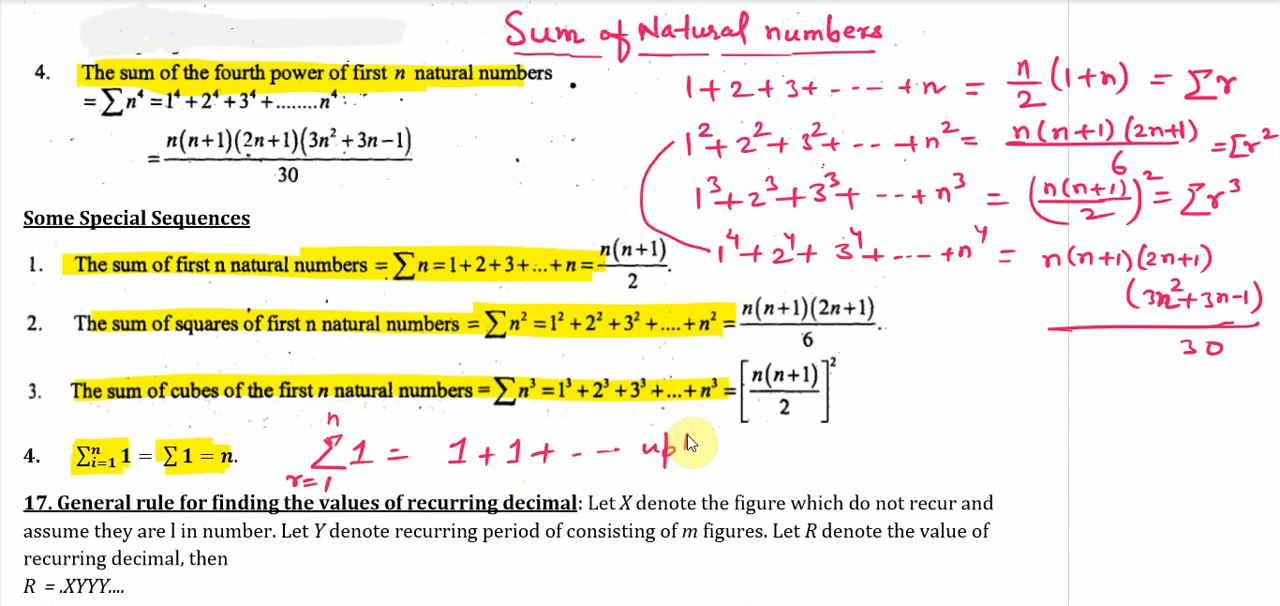 Sum of Natural numbers
4. The sum of the fourth power of first n natural numbers
= ∑n⁴ = 1⁴ + 2⁴ + 3⁴ + ........n⁴ :
= n(n+1)(2n+1)(3n² + 3n − 1) / 30
1 + 2 + 3 + - - - - + n = n/2 (1+n) = Σr
1² + 2² + 3² + - - - + n² = n(n+1)(2n+1) / 6 = Σr²
1³ + 2³ + 3³ + - - - + n³ = (n(n+1) / 2)² = Σr³
1⁴ + 2⁴ + 3⁴ + - - - - + n⁴ = n(n+1)(2n+1) (3n²+3n-1) / 30
Some Special Sequences
1. The sum of first n natural numbers = ∑n = 1 + 2 + 3 + ... + n = n(n+1) / 2 .
2. The sum of squares of first n natural numbers = ∑n² = 1² + 2² + 3² + .... + n² = n(n+1)(2n+1) / 6 .
3. The sum of cubes of the first n natural numbers = ∑n³ = 1³ + 2³ + 3³ + ... + n³ = [n(n+1) / 2]²
4. ∑ⁿᵢ₌₁ 1 = ∑ 1 = n.
n Σ r=1 1 = 1 + 1 + - - - up
17. General rule for finding the values of recurring decimal: Let X denote the figure which do not recur and
assume they are l in number. Let Y denote recurring period of consisting of m figures. Let R denote the value of
recurring decimal, then
R = .XYYY....